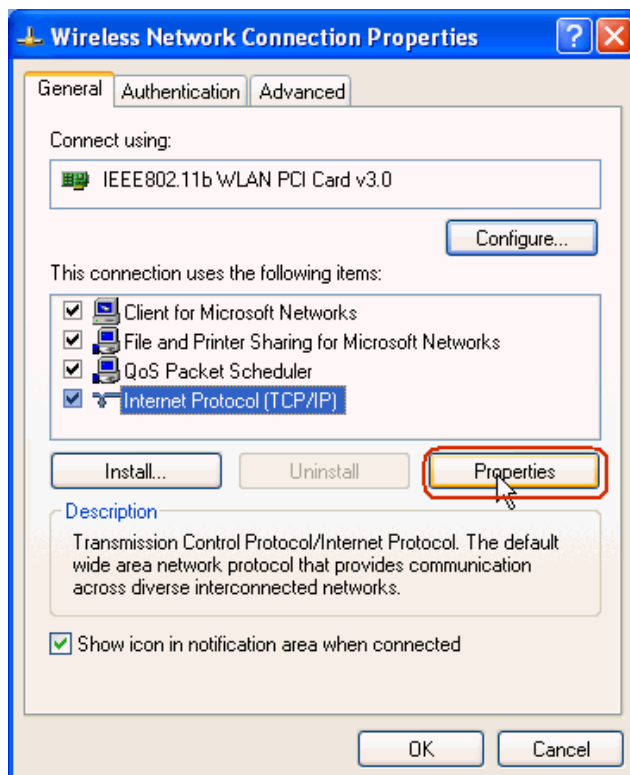 Wireless Network Connection Properties
General Authentication Advanced
Connect using:
IEEE802.11b WLAN PCI Card v3.0
Configure...
This connection uses the following items:
Client for Microsoft Networks
File and Printer Sharing for Microsoft Networks
QoS Packet Scheduler
Internet Protocol (TCP/IP)
Install... Uninstall Properties
Description
Transmission Control Protocol/Internet Protocol. The default
wide area network protocol that provides communication
across diverse interconnected networks.
Show icon in notification area when connected
OK Cancel